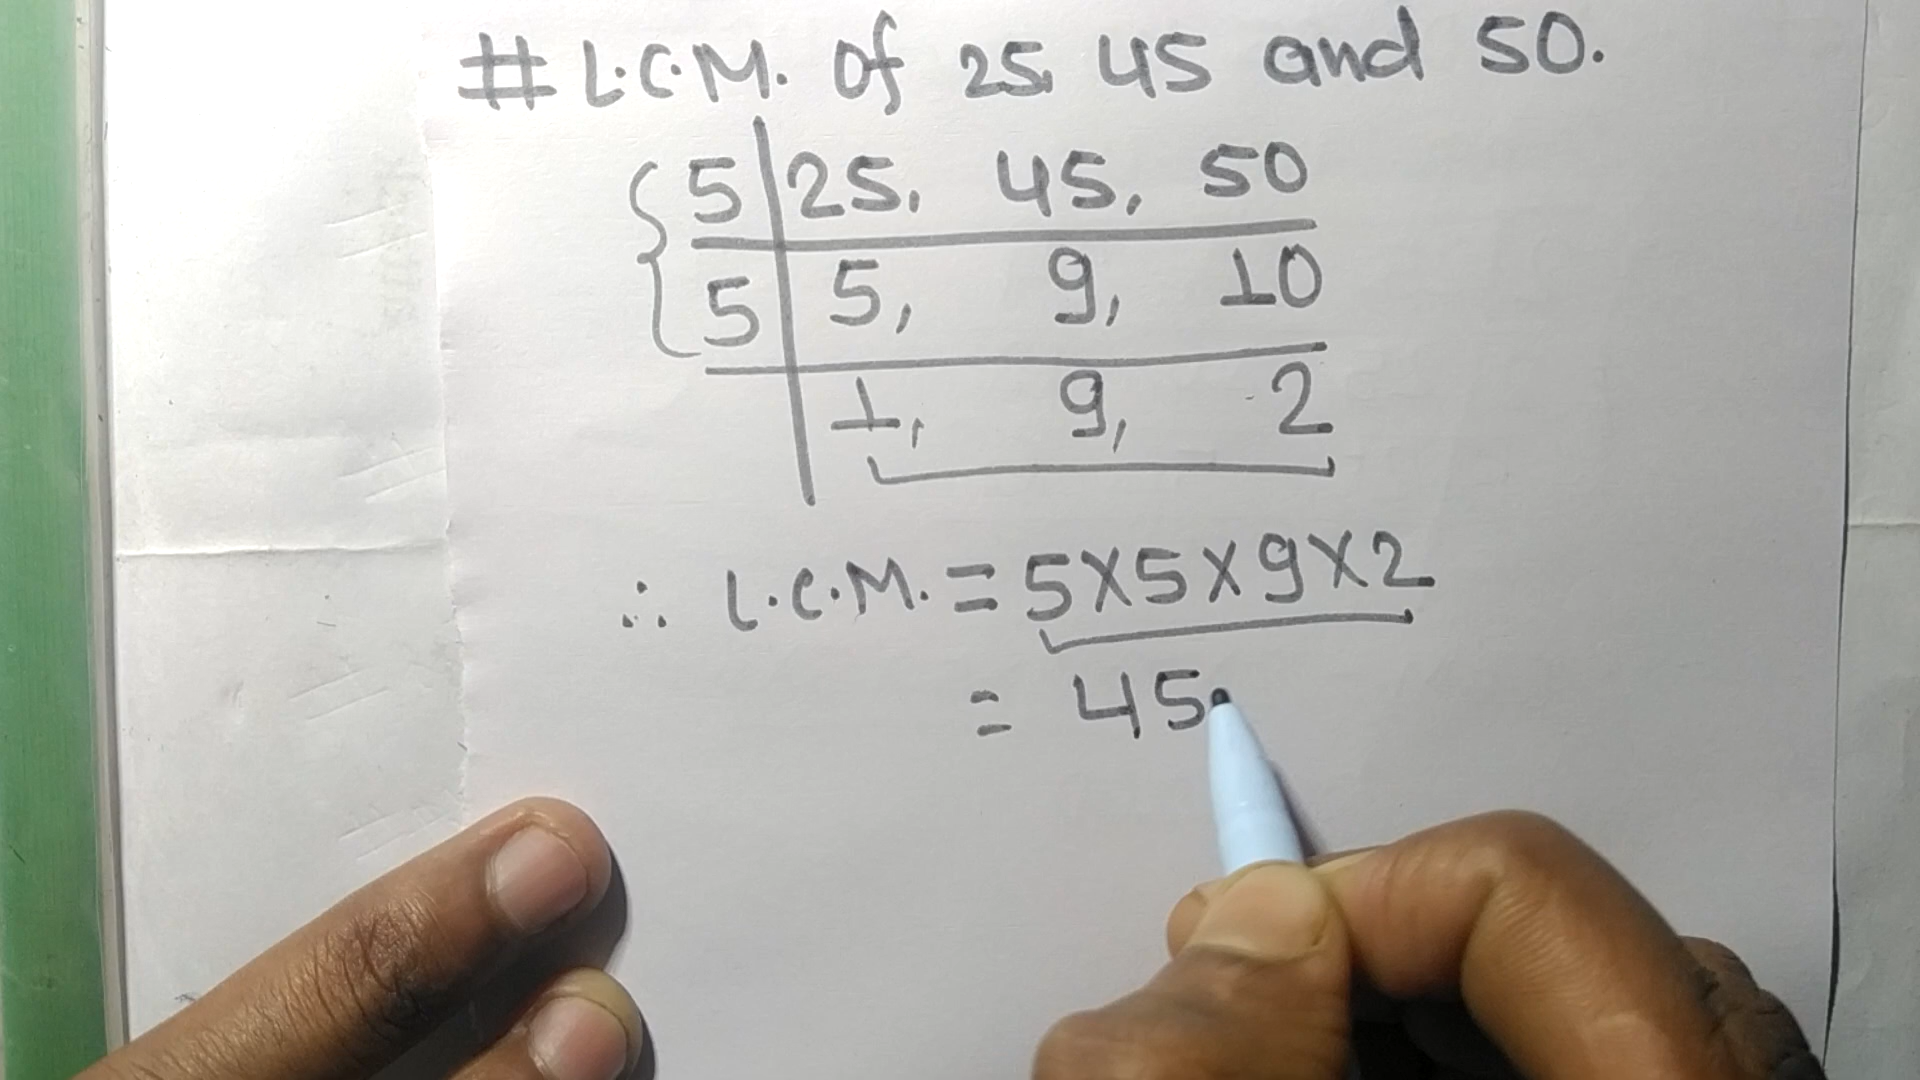 # L.C.M. of 25 45 and 50.
5 | 25, 45, 50
5 | 5, 9, 10
1, 9, 2
∴ L.C.M. = 5×5×9×2
= 45